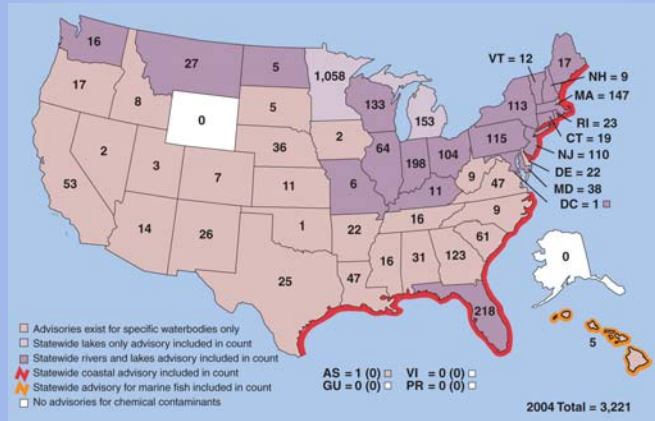 16
27
5
1,058
VT = 12
17
NH = 9
17
8
0
5
133
153
113
MA = 147
2
36
2
64
198
104
115
RI = 23
CT = 19
NJ = 110
53
2
3
7
11
6
11
9
47
DE = 22
MD = 38
DC = 1
14
26
1
22
16
9
61
25
47
16
31
123
218
0
5
Advisories exist for specific waterbodies only
Statewide lakes only advisory included in count
Statewide rivers and lakes advisory included in count
Statewide coastal advisory included in count
Statewide advisory for marine fish included in count
No advisories for chemical contaminants
AS = 1 (0) VI = 0 (0)
GU = 0 (0) PR = 0 (0)
2004 Total = 3,221